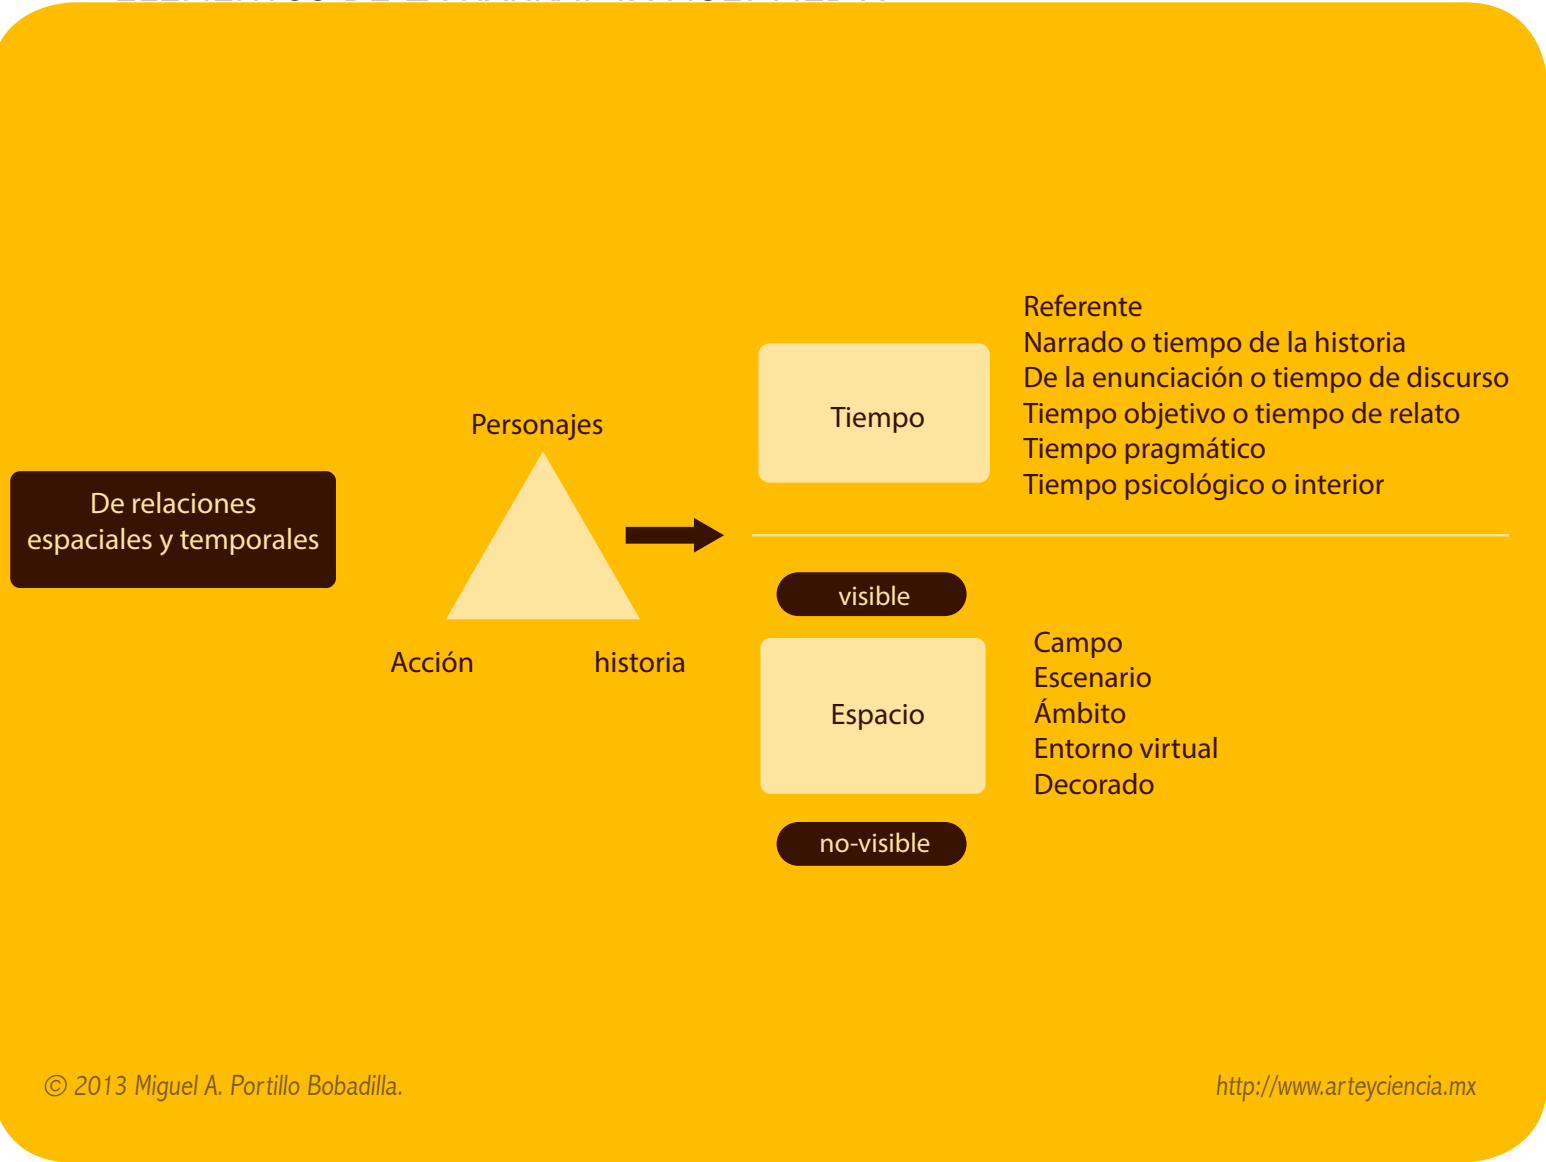 De relaciones
espaciales y temporales
Personajes
Acción
historia
Tiempo
Referente
Narrado o tiempo de la historia
De la enunciación o tiempo de discurso
Tiempo objetivo o tiempo de relato
Tiempo pragmático
Tiempo psicológico o interior
visible
Espacio
no-visible
Campo
Escenario
Ámbito
Entorno virtual
Decorado
© 2013 Miguel A. Portillo Bobadilla.
http://www.arteyciencia.mx